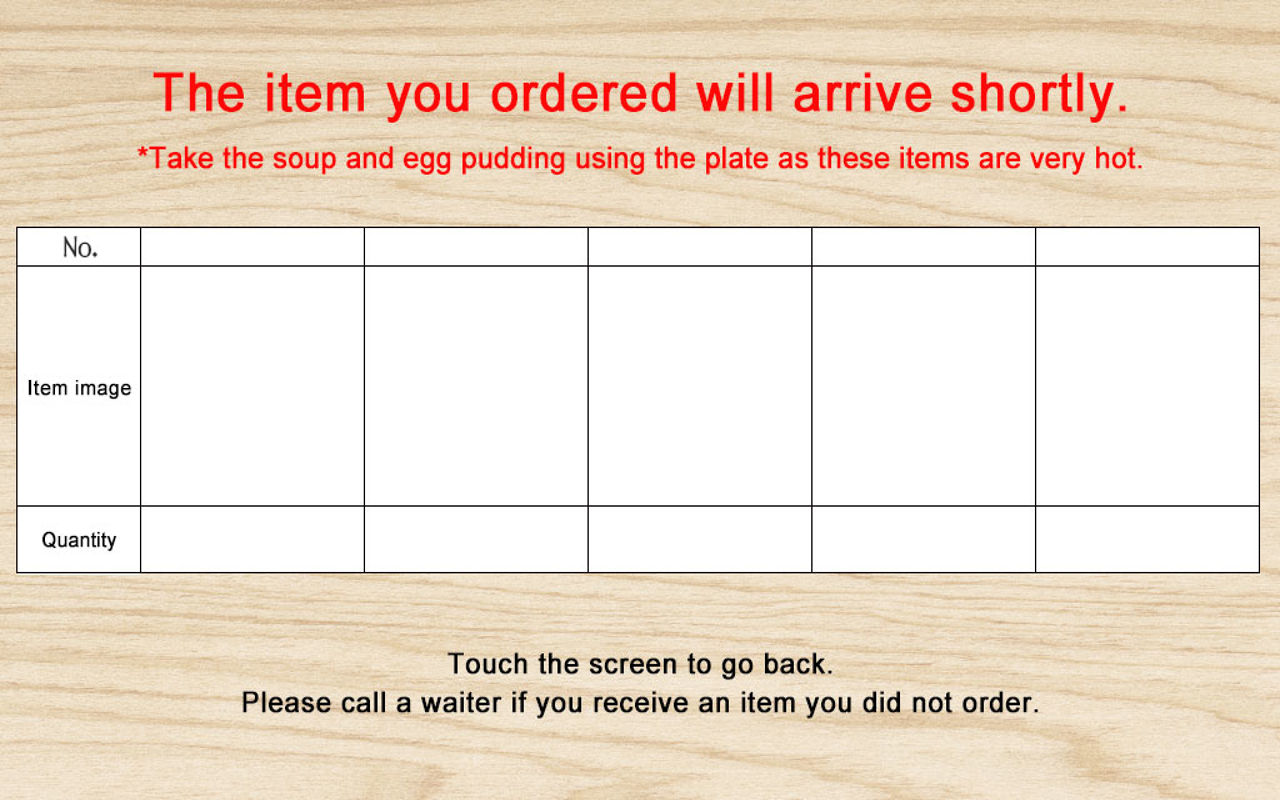 The item you ordered will arrive shortly.
*Take the soup and egg pudding using the plate as these items are very hot.
No.
Item image
Quantity
Touch the screen to go back.
Please call a waiter if you receive an item you did not order.